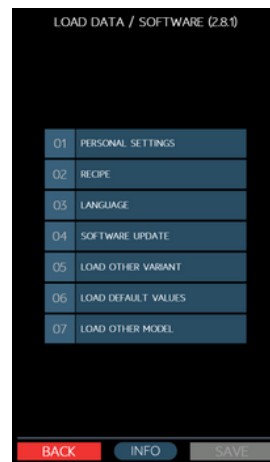 LOAD DATA / SOFTWARE (2.8.1)
01 PERSONAL SETTINGS
02 RECIPE
03 LANGUAGE
04 SOFTWARE UPDATE
05 LOAD OTHER VARIANT
06 LOAD DEFAULT VALUES
07 LOAD OTHER MODEL
BACK INFO SAVE